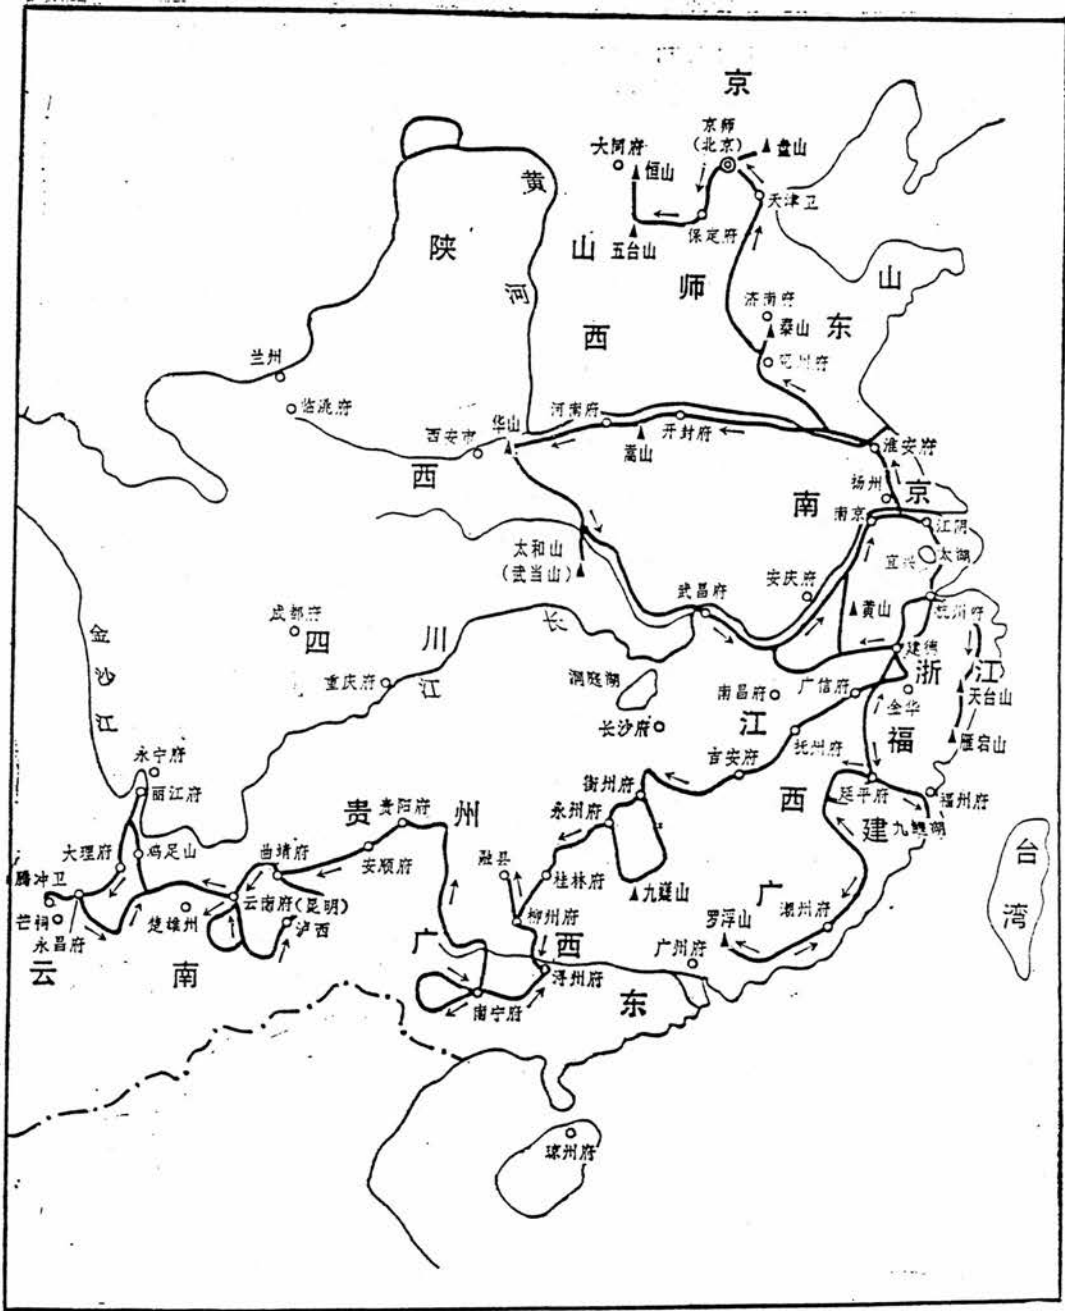 京
京师
(北京)
盘山
大同府
恒山
天津卫
保定府
五台山
黄
河
陕
西
山
西
师
山
东
济南府
泰山
兰州
临洮府
西安市
华山
河南府
嵩山
开封府
淮安府
扬州
南
京
南京
江阴
宜兴
太湖
太和山
(武当山)
武昌府
安庆府
黄山
杭州府
建德
浙
江
天台山
雁宕山
金华
广信府
南昌府
成都府
四
川
长
江
重庆府
金
沙
江
洞庭湖
长沙府
江
西
抚州府
吉安府
衡州府
永州府
福
建
延平府
福州府
九鲤湖
永宁府
丽江府
大理府
鸡足山
腾冲卫
永昌府
楚雄州
曲靖府
云南府(昆明)
泸西
云
南
贵
州
贵阳府
安顺府
融县
桂林府
柳州府
九嶷山
广
西
浔州府
南宁府
广
东
罗浮山
潮州府
广州府
台
湾
琼州府